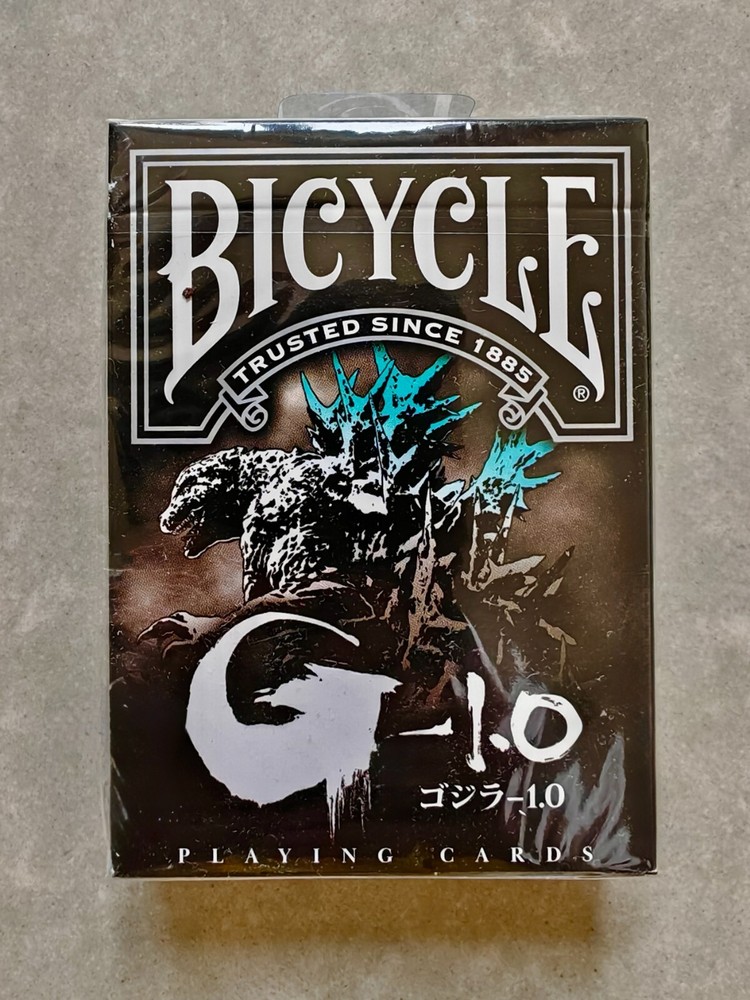 BICYCLE
®
TRUSTED SINCE 1885
G-1.0
ゴジラ-1.0
PLAYING CARDS